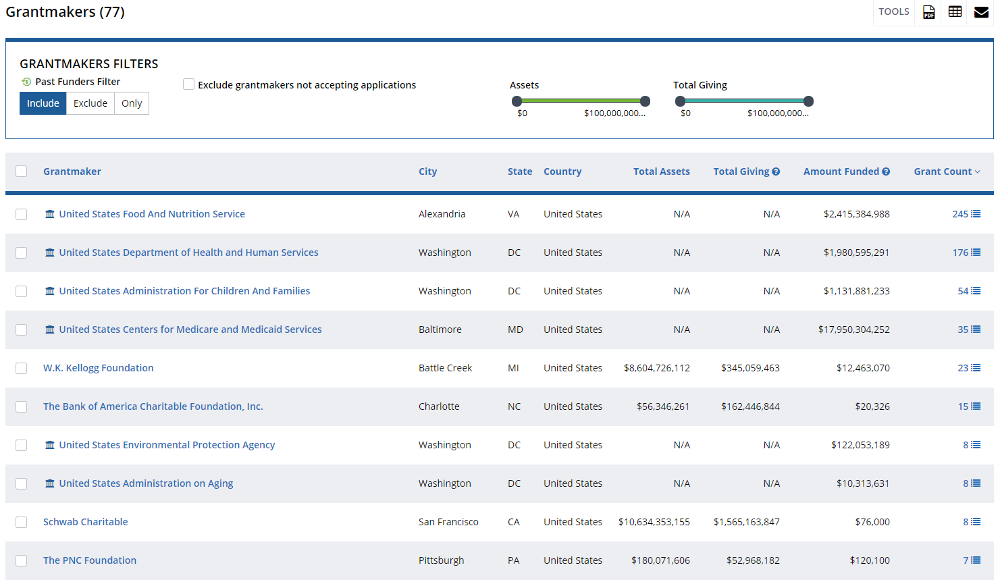 Grantmakers (77)
TOOLS PDF
GRANTMAKERS FILTERS
Past Funders Filter
Include Exclude Only
Exclude grantmakers not accepting applications
Assets
$0 $100,000,000...
Total Giving
$0 $100,000,000...
Grantmaker City State Country Total Assets Total Giving ? Amount Funded ? Grant Count
United States Food And Nutrition Service Alexandria VA United States N/A N/A $2,415,384,988 245
United States Department of Health and Human Services Washington DC United States N/A N/A $1,980,595,291 176
United States Administration For Children And Families Washington DC United States N/A N/A $1,131,881,233 54
United States Centers for Medicare and Medicaid Services Baltimore MD United States N/A N/A $17,950,304,252 35
W.K. Kellogg Foundation Battle Creek MI United States $8,604,726,112 $345,059,463 $12,463,070 23
The Bank of America Charitable Foundation, Inc. Charlotte NC United States $56,346,261 $162,446,844 $20,326 15
United States Environmental Protection Agency Washington DC United States N/A N/A $122,053,189 8
United States Administration on Aging Washington DC United States N/A N/A $10,313,631 8
Schwab Charitable San Francisco CA United States $10,634,353,155 $1,565,163,847 $76,000 8
The PNC Foundation Pittsburgh PA United States $180,071,606 $52,968,182 $120,100 7